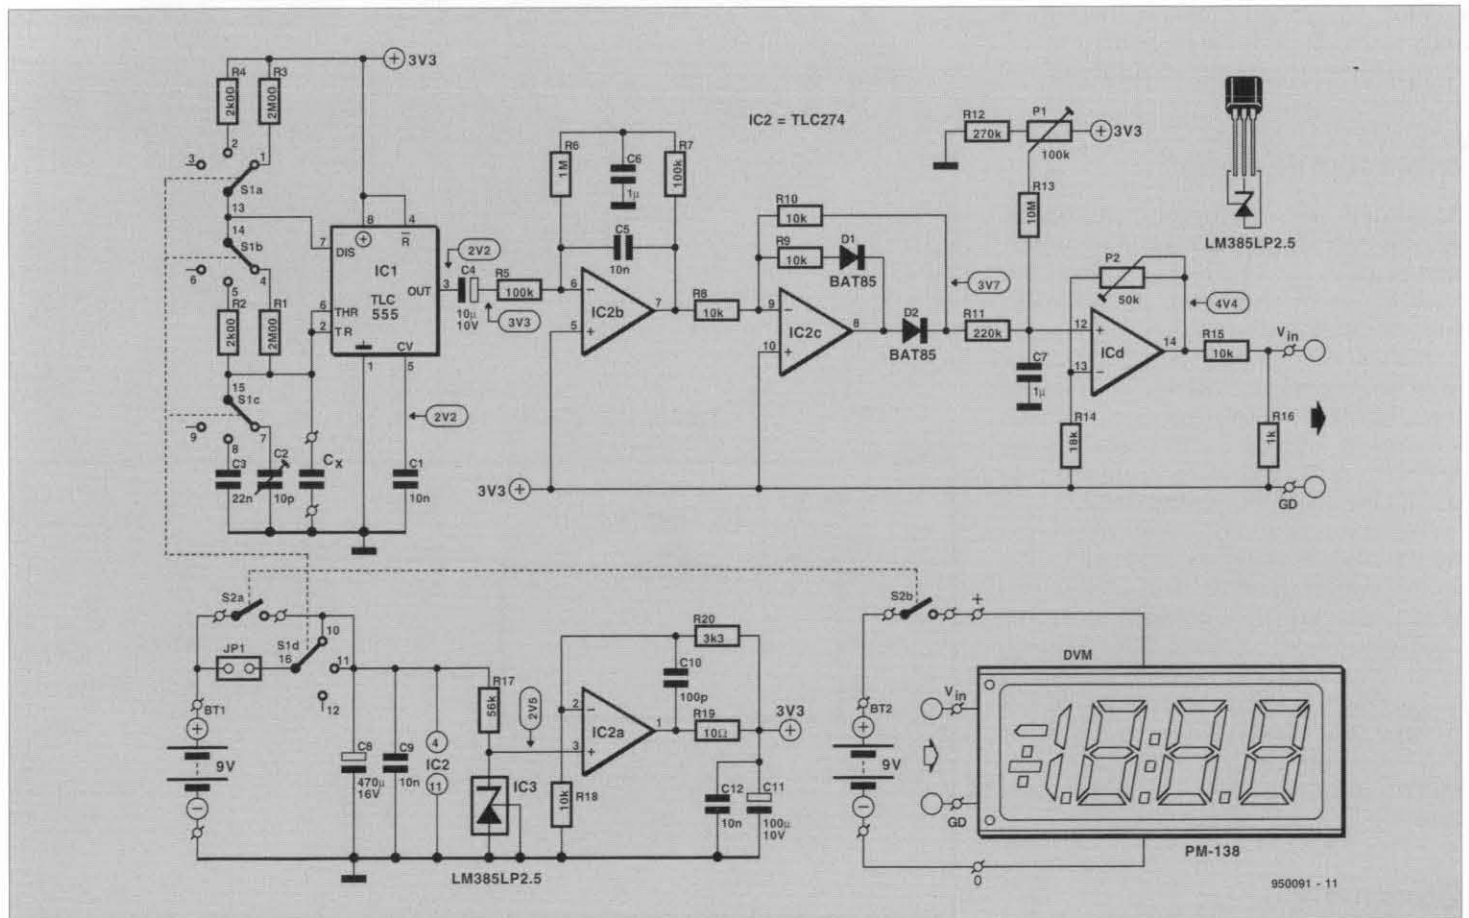 3V3
R4
2k00
R3
2M00
3
2
1
S1a
13
14
S1b
6
5
4
R2
2k00
R1
2M00
15
S1c
9
8
7
C3
22n
C2
10p
Cx
C1
10n
8
4
R
7
DIS
IC1
TLC
555
OUT
3
6
THR
2
TR
CV
1
5
2V2
2V2
C4
10µ
10V
3V3
R5
100k
R6
1M
C6
1µ
R7
100k
C5
10n
6
5
7
IC2b
IC2 = TLC274
R8
10k
R10
10k
R9
10k
D1
BAT85
9
10
8
IC2c
D2
BAT85
3V7
R11
220k
R12
270k
P1
100k
3V3
R13
10M
C7
1µ
P2
50k
12
13
14
ICd
4V4
R14
18k
R15
10k
R16
1k
Vin
GD
3V3
LM385LP2.5
S2a
JP1
S1d
16
10
11
12
BT1
9V
C8
470µ
16V
C9
10n
4
IC2
11
R17
56k
2V5
IC3
LM385LP2.5
R18
10k
2
3
1
IC2a
C10
100p
R20
3k3
R19
10Ω
3V3
C12
10n
C11
100µ
10V
S2b
+
BT2
9V
0
DVM
Vin
GD
PM-138
950091 - 11